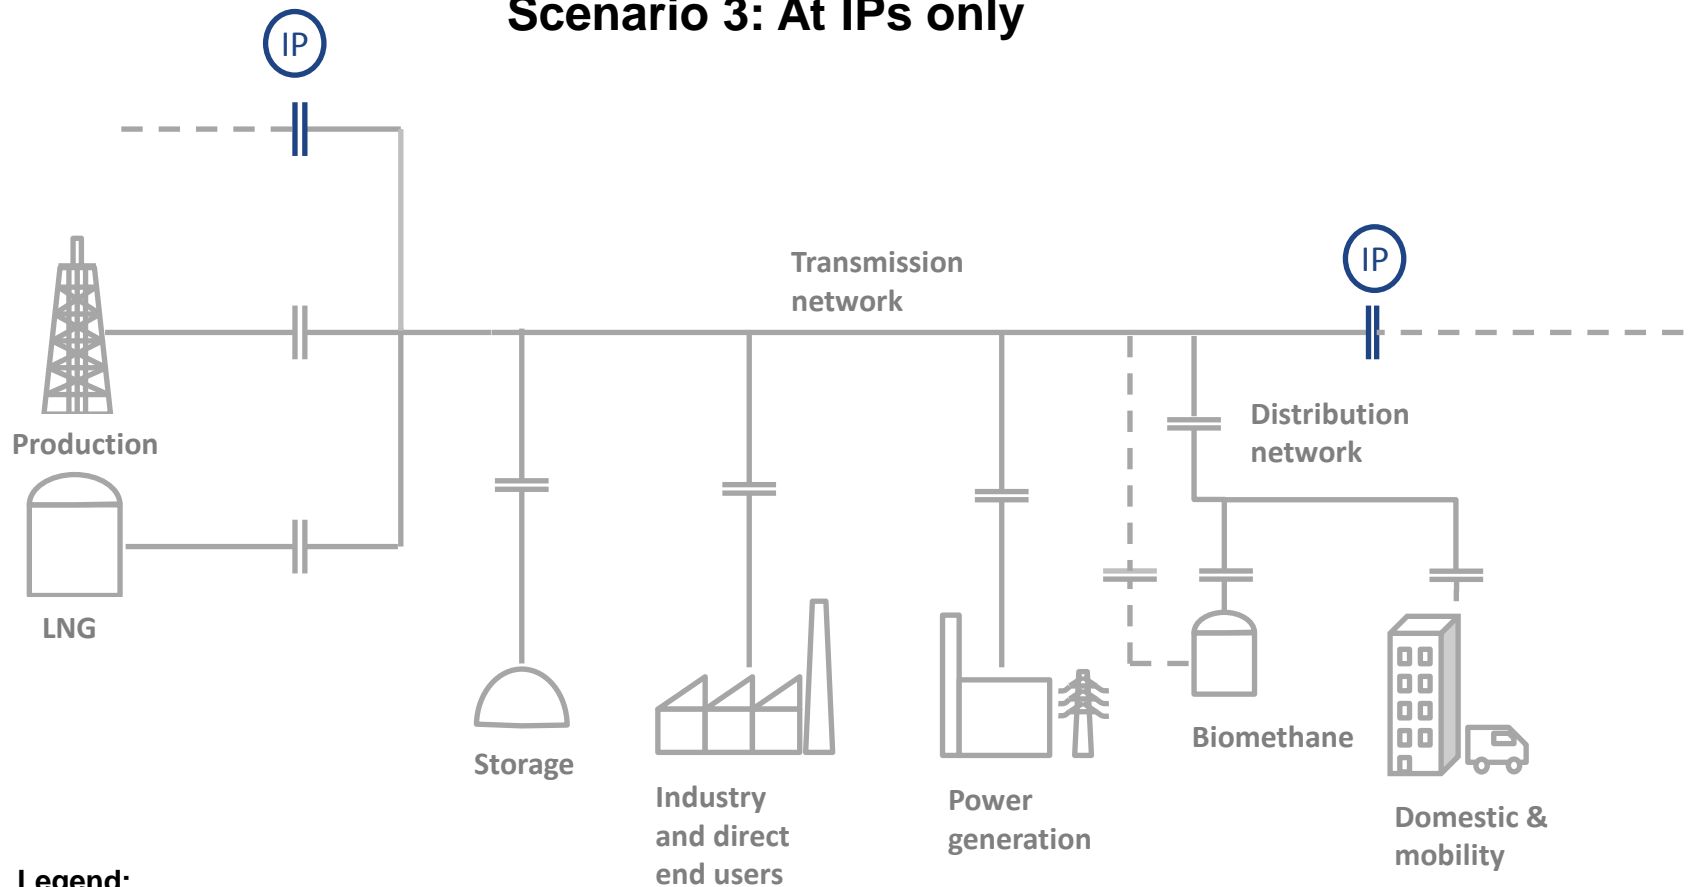 Scenario 3: At IPs only
IP
IP
Transmission
network
Distribution
network
Production
LNG
Storage
Industry
and direct
end users
Power
generation
Biomethane
Domestic &
mobility
Legend: